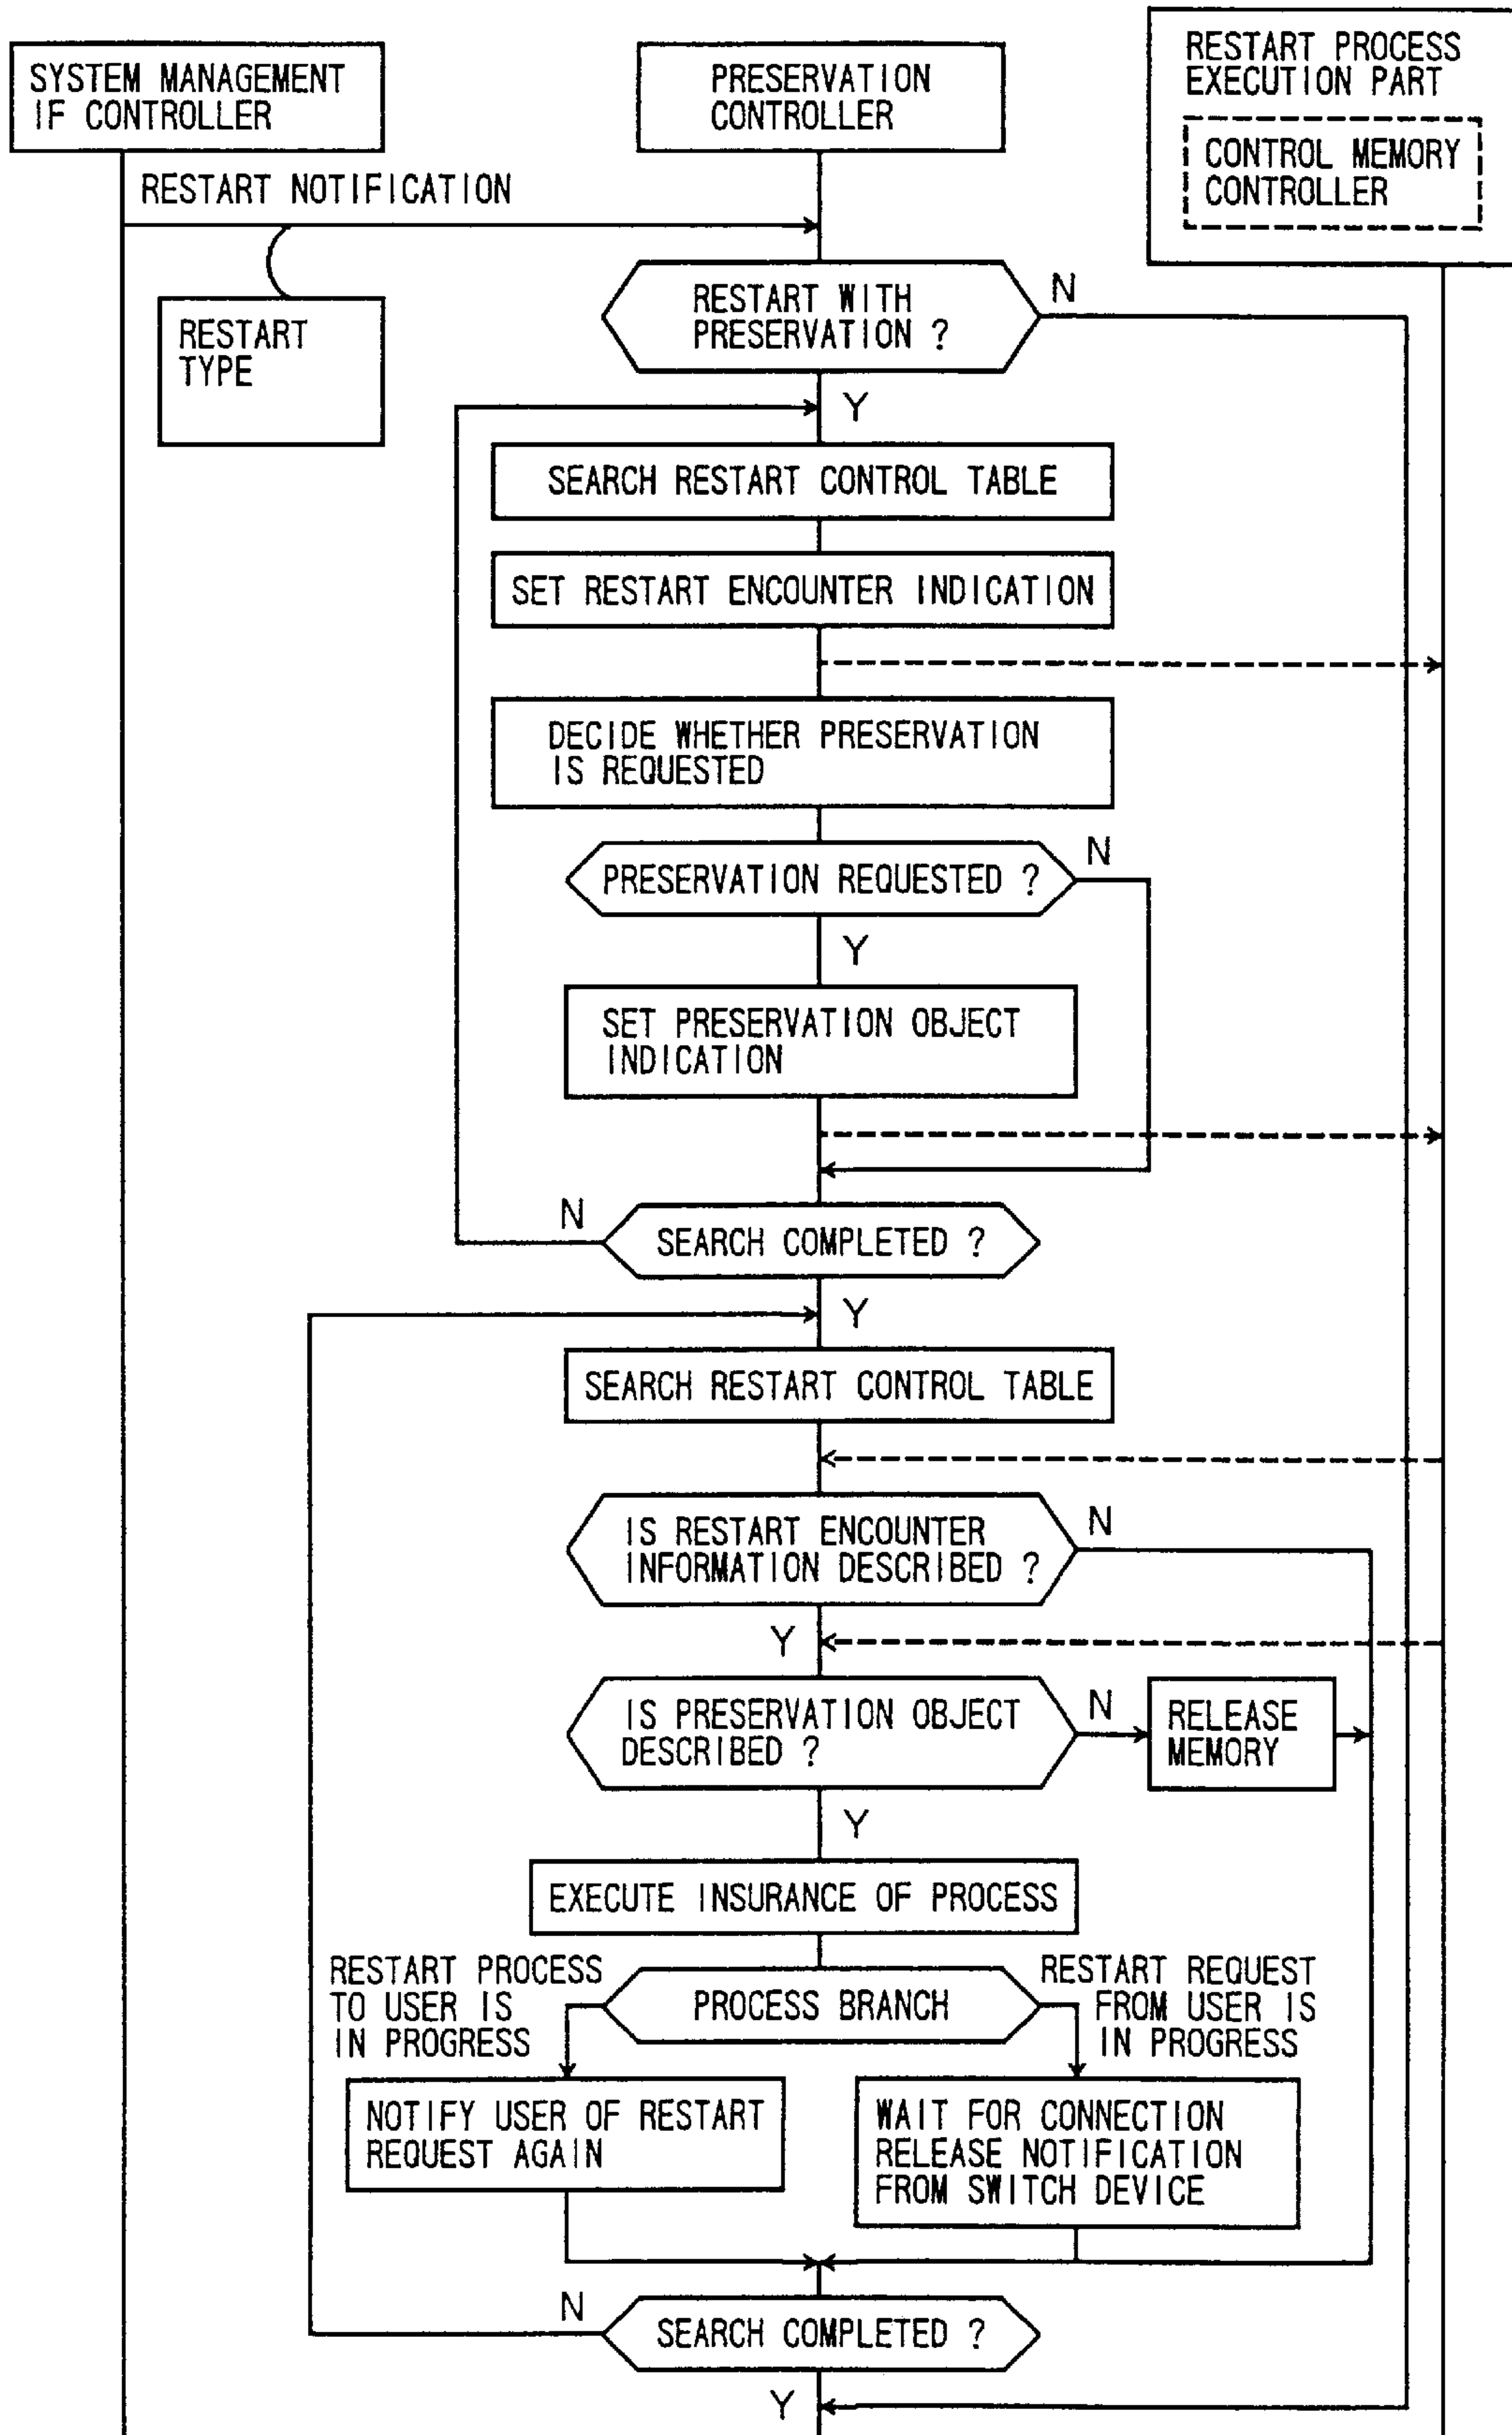 SYSTEM MANAGEMENT
IF CONTROLLER
PRESERVATION
CONTROLLER
RESTART PROCESS
EXECUTION PART
CONTROL MEMORY
CONTROLLER
RESTART NOTIFICATION
RESTART
TYPE
RESTART WITH
PRESERVATION ?
N
Y
SEARCH RESTART CONTROL TABLE
SET RESTART ENCOUNTER INDICATION
DECIDE WHETHER PRESERVATION
IS REQUESTED
PRESERVATION REQUESTED ?
N
Y
SET PRESERVATION OBJECT
INDICATION
N
SEARCH COMPLETED ?
Y
SEARCH RESTART CONTROL TABLE
IS RESTART ENCOUNTER
INFORMATION DESCRIBED ?
N
Y
IS PRESERVATION OBJECT
DESCRIBED ?
N
RELEASE
MEMORY
Y
EXECUTE INSURANCE OF PROCESS
RESTART PROCESS
TO USER IS
IN PROGRESS
PROCESS BRANCH
RESTART REQUEST
FROM USER IS
IN PROGRESS
NOTIFY USER OF RESTART
REQUEST AGAIN
WAIT FOR CONNECTION
RELEASE NOTIFICATION
FROM SWITCH DEVICE
N
SEARCH COMPLETED ?
Y